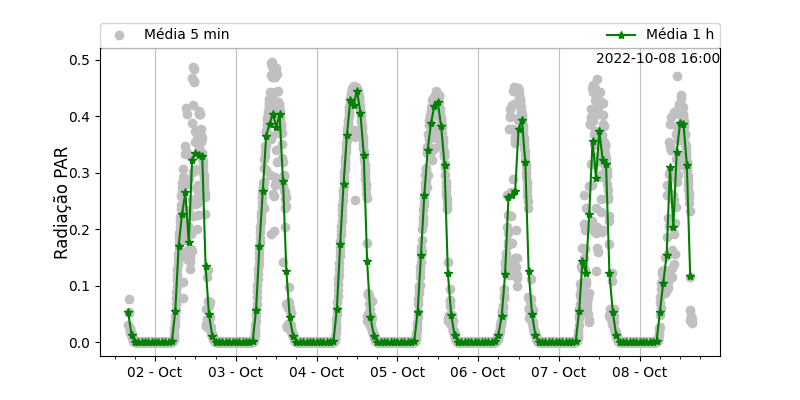 Média 5 min
Média 1 h
2022-10-08 16:00
Radiação PAR
0.5
0.4
0.3
0.2
0.1
0.0
02 - Oct
03 - Oct
04 - Oct
05 - Oct
06 - Oct
07 - Oct
08 - Oct